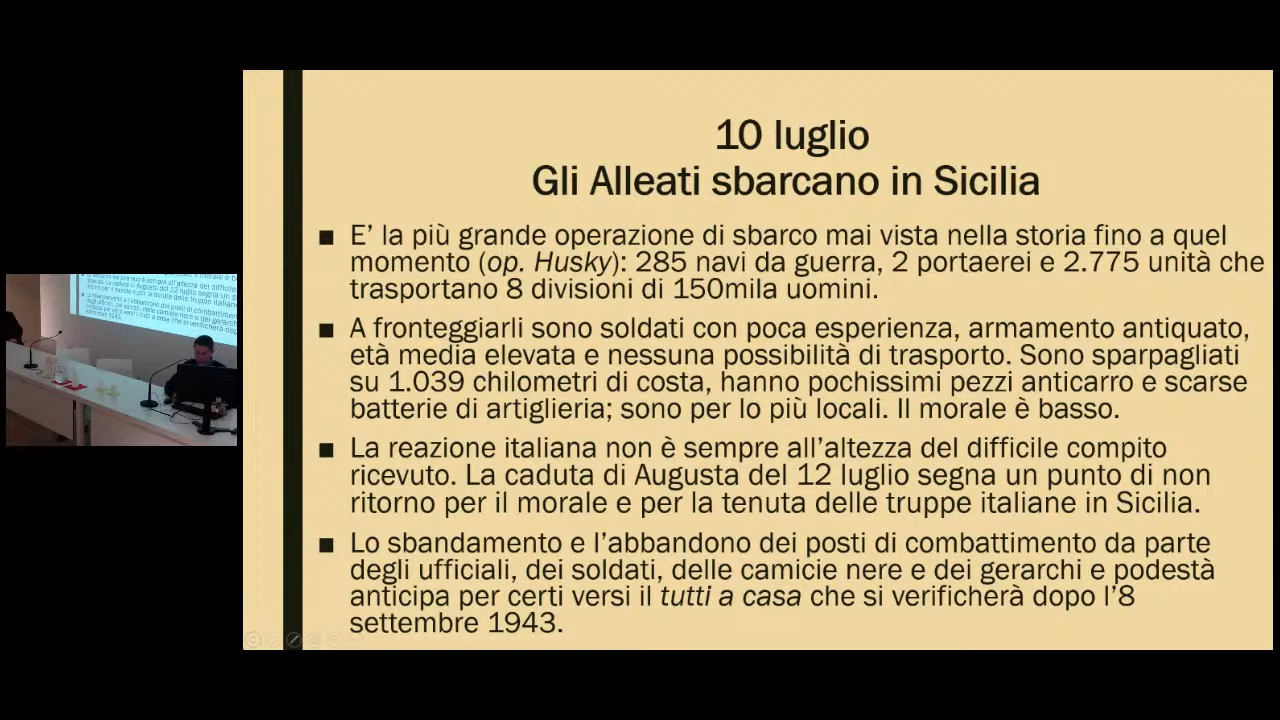 10 luglio
Gli Alleati sbarcano in Sicilia
■ E' la più grande operazione di sbarco mai vista nella storia fino a quel
momento (op. Husky): 285 navi da guerra, 2 portaerei e 2.775 unità che
trasportano 8 divisioni di 150mila uomini.
■ A fronteggiarli sono soldati con poca esperienza, armamento antiquato,
età media elevata e nessuna possibilità di trasporto. Sono sparpagliati
su 1.039 chilometri di costa, hanno pochissimi pezzi anticarro e scarse
batterie di artiglieria; sono per lo più locali. Il morale è basso.
■ La reazione italiana non è sempre all'altezza del difficile compito
ricevuto. La caduta di Augusta del 12 luglio segna un punto di non
ritorno per il morale e per la tenuta delle truppe italiane in Sicilia.
■ Lo sbandamento e l'abbandono dei posti di combattimento da parte
degli ufficiali, dei soldati, delle camicie nere e dei gerarchi e podestà
anticipa per certi versi il tutti a casa che si verificherà dopo l'8
settembre 1943.